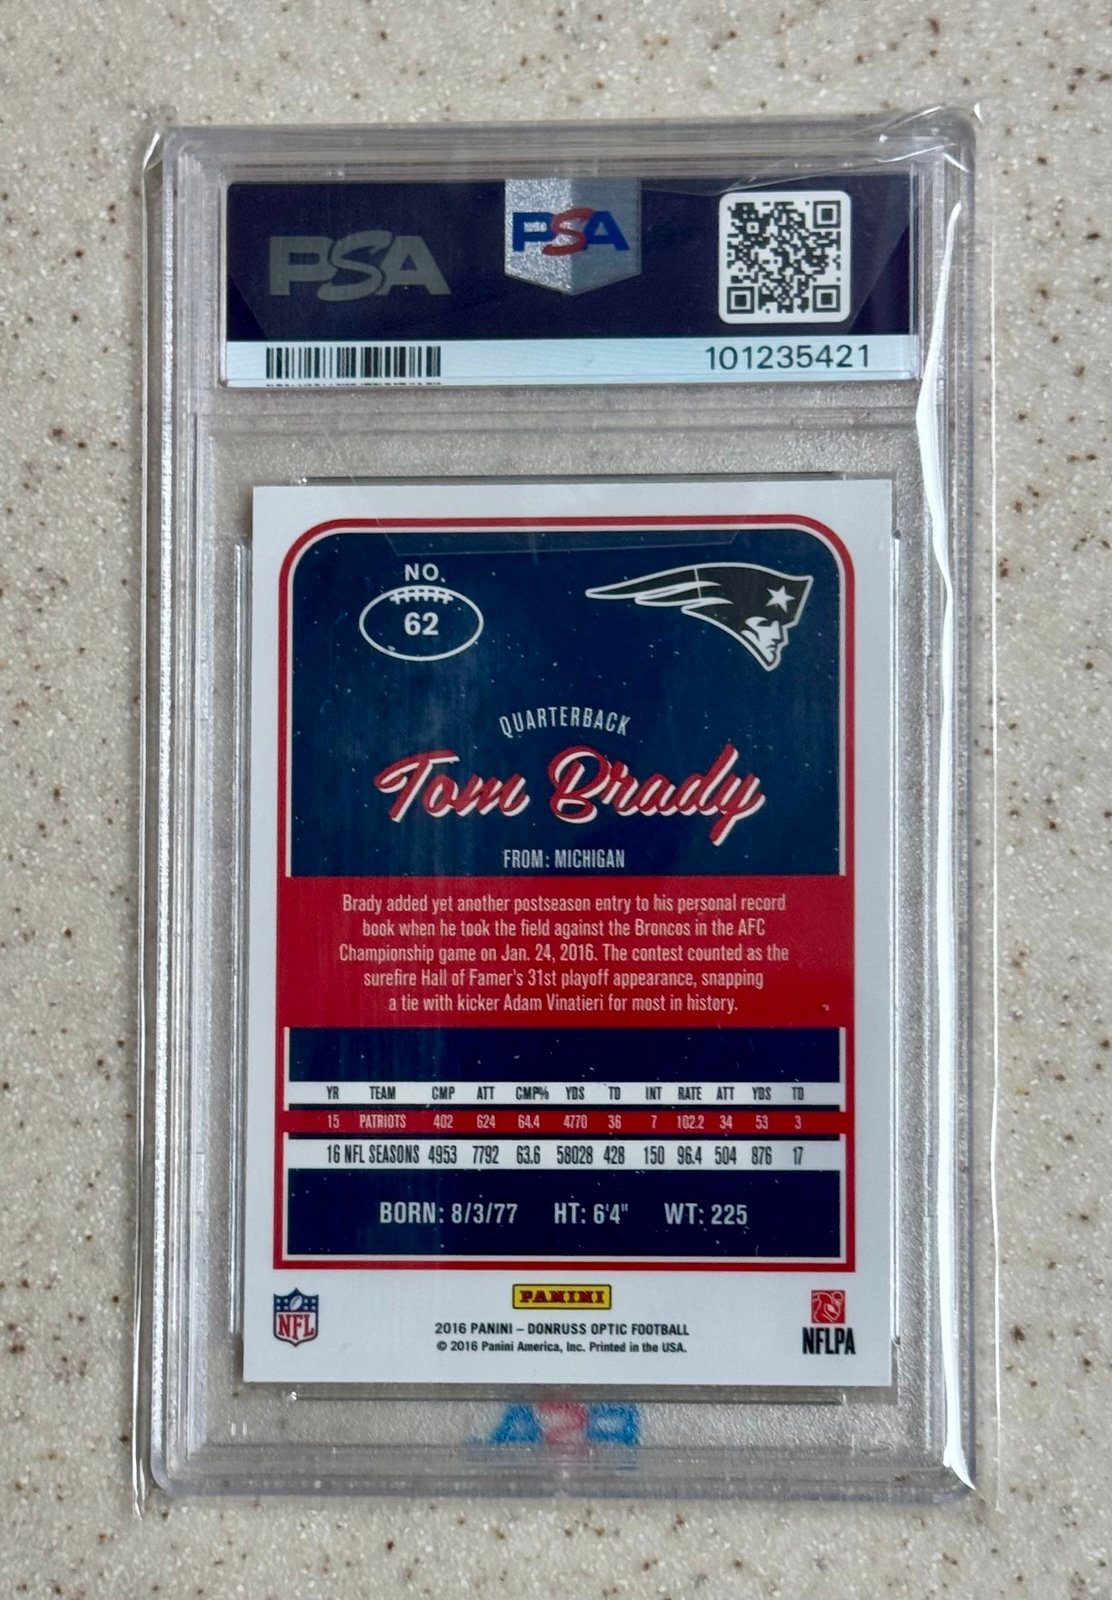 PSA
PSA
101235421
NO.
62
QUARTERBACK
Tom Brady
FROM: MICHIGAN
Brady added yet another postseason entry to his personal record
book when he took the field against the Broncos in the AFC
Championship game on Jan. 24, 2016. The contest counted as the
surefire Hall of Famer's 31st playoff appearance, snapping
a tie with kicker Adam Vinatieri for most in history.
YR TEAM CMP ATT CMP% YDS TD INT RATE ATT YDS TD
15 PATRIOTS 402 624 64.4 4770 36 7 102.2 34 53 3
16 NFL SEASONS 4953 7792 63.6 58028 428 150 96.4 504 876 17
BORN: 8/3/77 HT: 6'4" WT: 225
NFL
PANINI
2016 PANINI – DONRUSS OPTIC FOOTBALL
© 2016 Panini America, Inc. Printed in the USA.
NFLPA
PSA